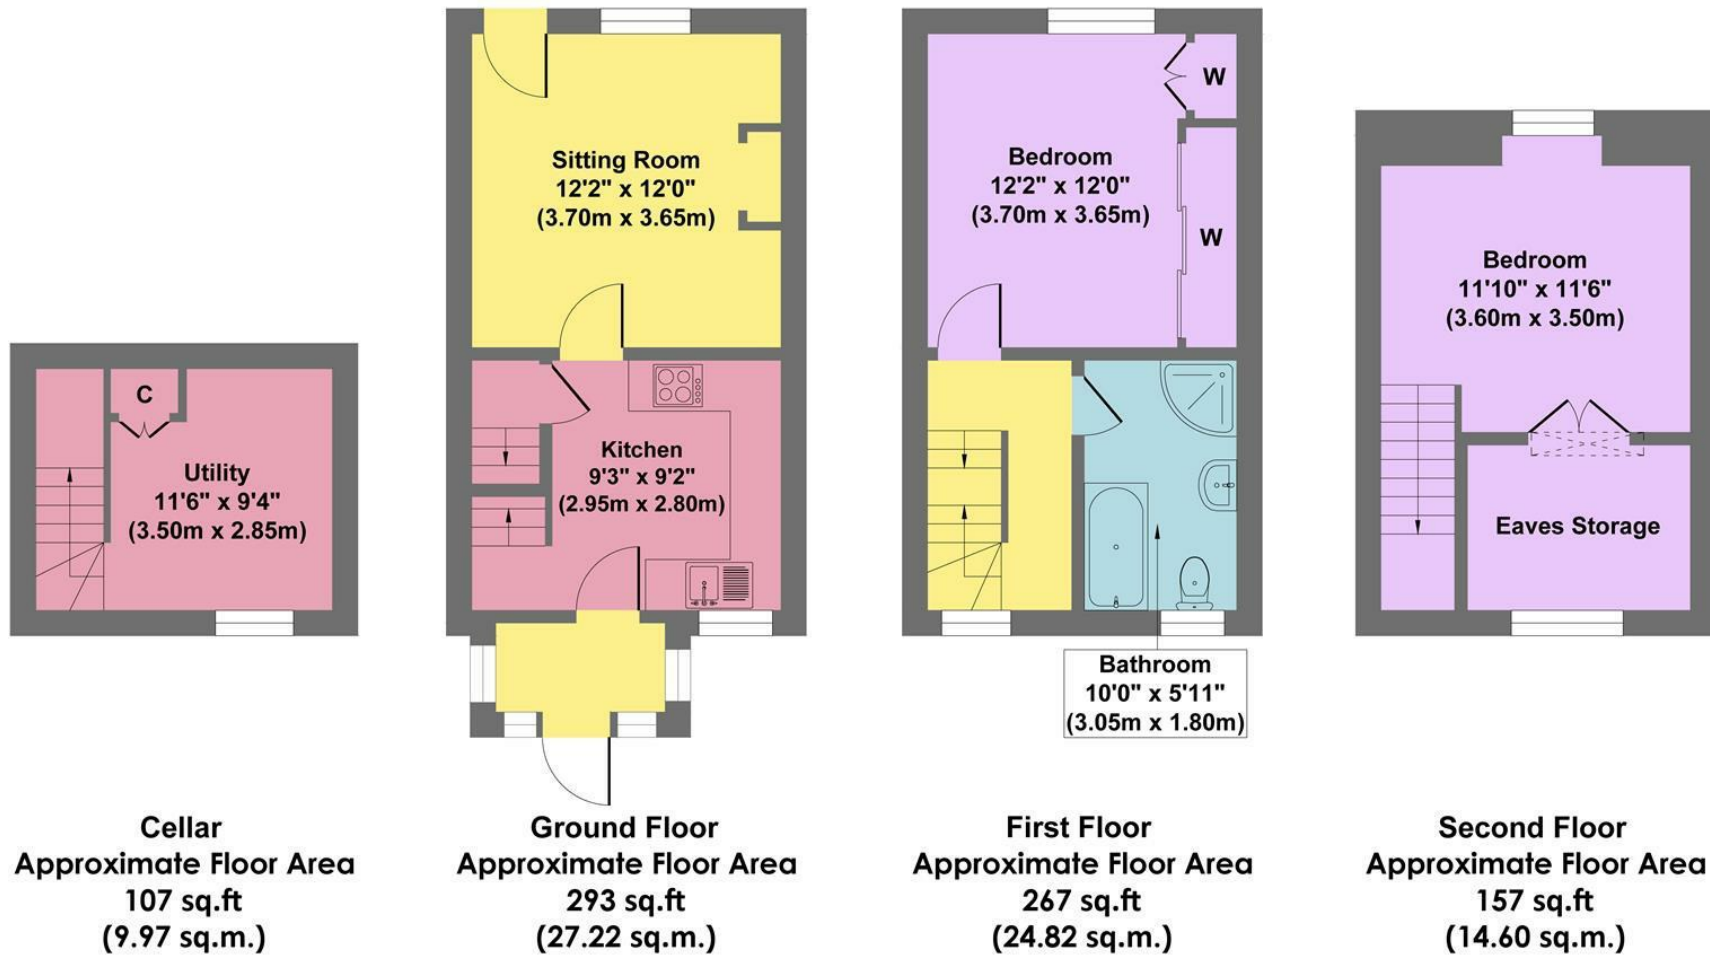 C
Utility
11'6" x 9'4"
(3.50m x 2.85m)
Cellar
Approximate Floor Area
107 sq.ft
(9.97 sq.m.)
Sitting Room
12'2" x 12'0"
(3.70m x 3.65m)
Kitchen
9'3" x 9'2"
(2.95m x 2.80m)
Ground Floor
Approximate Floor Area
293 sq.ft
(27.22 sq.m.)
W
Bedroom
12'2" x 12'0"
(3.70m x 3.65m)
W
Bathroom
10'0" x 5'11"
(3.05m x 1.80m)
First Floor
Approximate Floor Area
267 sq.ft
(24.82 sq.m.)
Bedroom
11'10" x 11'6"
(3.60m x 3.50m)
Eaves Storage
Second Floor
Approximate Floor Area
157 sq.ft
(14.60 sq.m.)